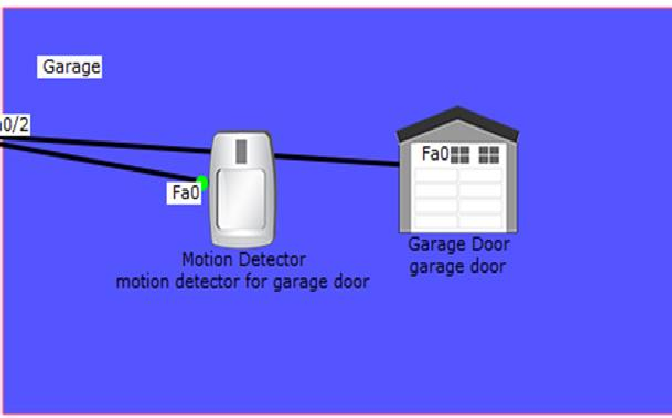 Garage
a0/2
Fa0
Fa0
Motion Detector
motion detector for garage door
Garage Door
garage door